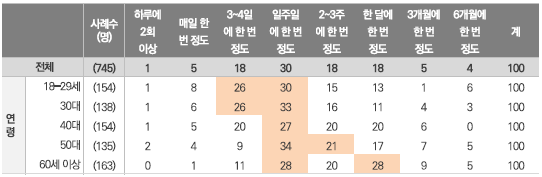 사례수 (명) 하루에 2회 이상 매일 한 번 정도 3~4일에 한 번 정도 일주일에 한 번 정도 2~3주에 한 번 정도 한 달에 한 번 정도 3개월에 한 번 정도 6개월에 한 번 정도 계
전체 (745) 1 5 18 30 18 18 5 4 100
연령
18-29세 (154) 1 8 26 30 15 13 1 6 100
30대 (138) 1 6 26 33 16 11 4 3 100
40대 (154) 1 5 20 27 20 20 6 0 100
50대 (135) 2 4 9 34 21 17 7 5 100
60세 이상 (163) 0 1 11 28 20 28 9 5 100